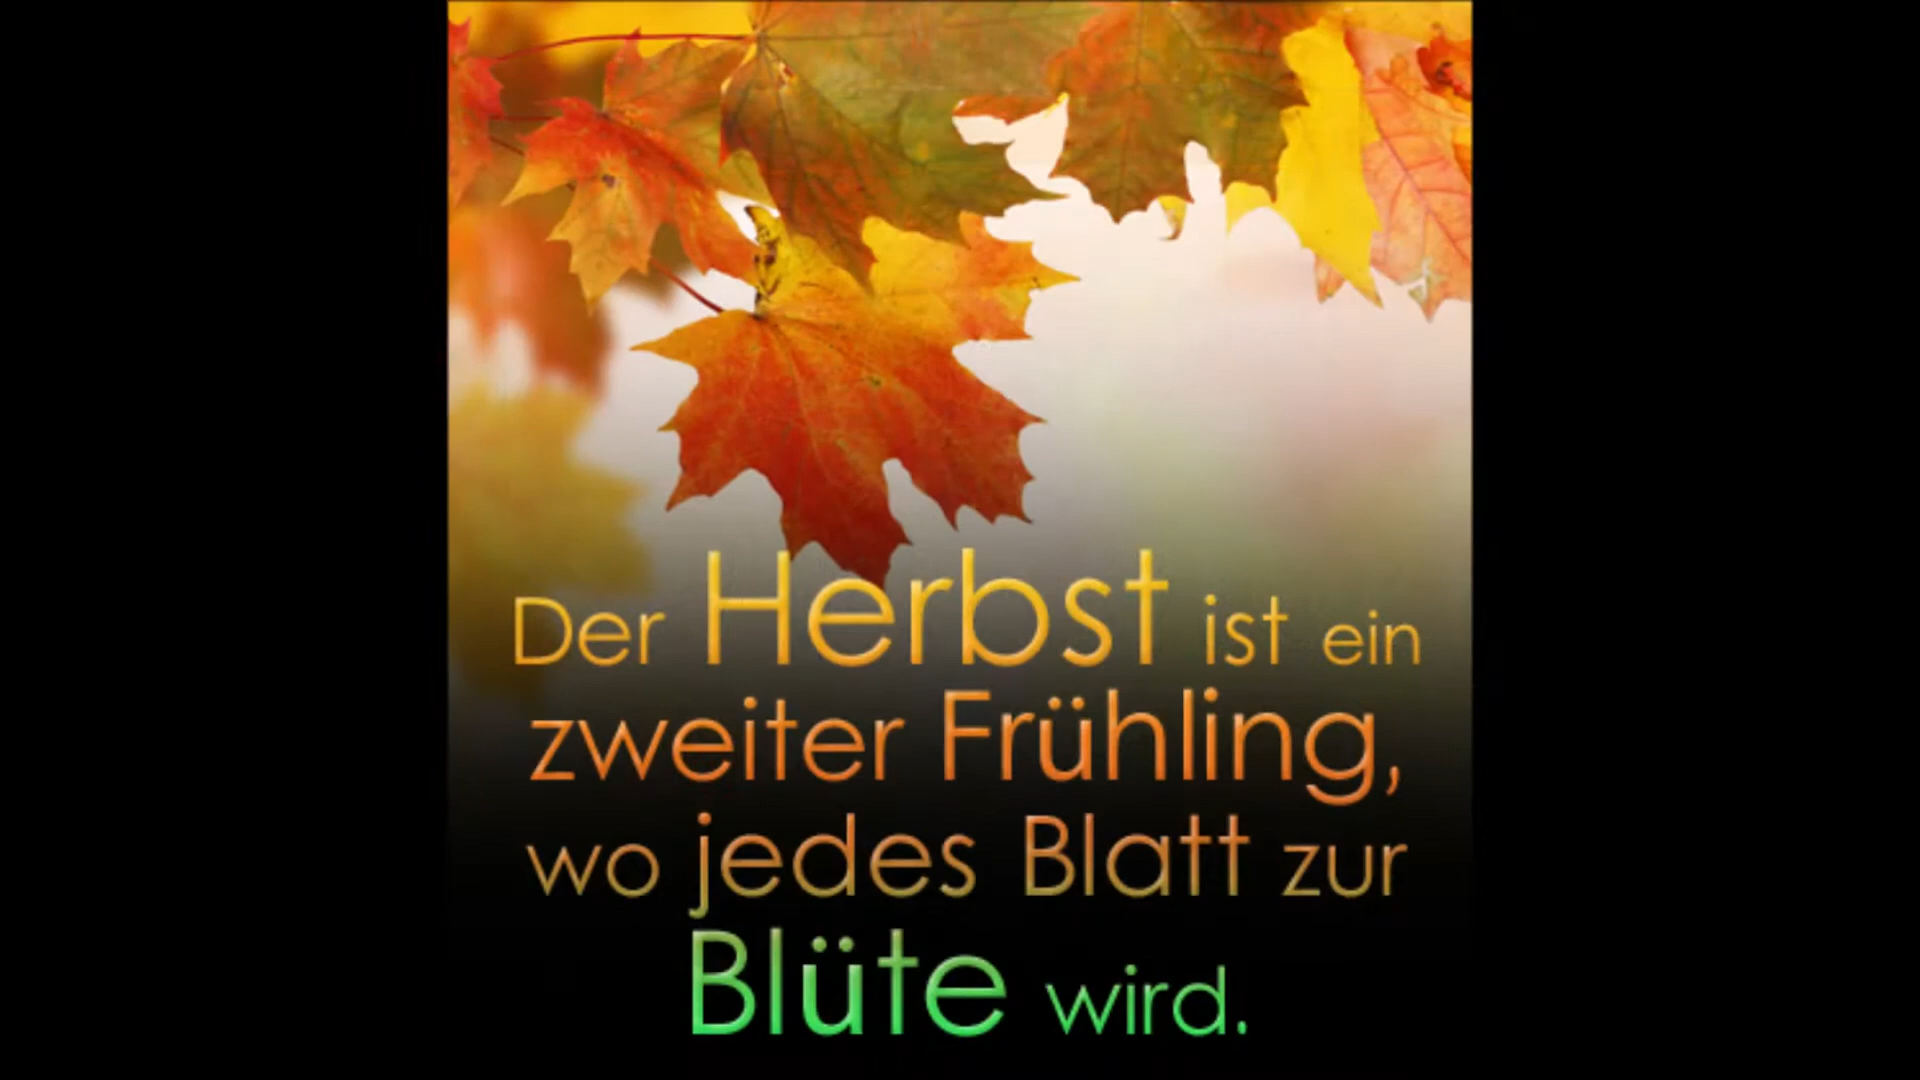 Der Herbst ist ein
zweiter Frühling,
wo jedes Blatt zur
Blüte wird.